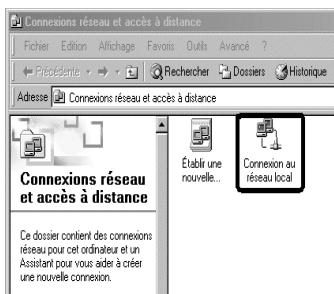 Connexions réseau et accès à distance
Fichier Edition Affichage Favoris Outils Avancé ?
Précédente Rechercher Dossiers Historique
Adresse Connexions réseau et accès à distance
Connexions réseau
et accès à distance
Ce dossier contient des connexions
réseau pour cet ordinateur et un
Assistant pour vous aider à créer
une nouvelle connexion.
Établir une
nouvelle...
Connexion au
réseau local